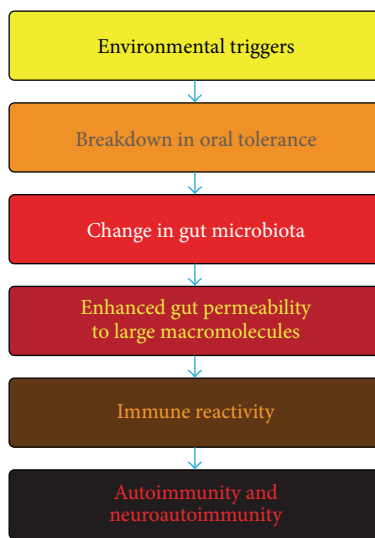 Environmental triggers
Breakdown in oral tolerance
Change in gut microbiota
Enhanced gut permeability
to large macromolecules
Immune reactivity
Autoimmunity and
neuroautoimmunity